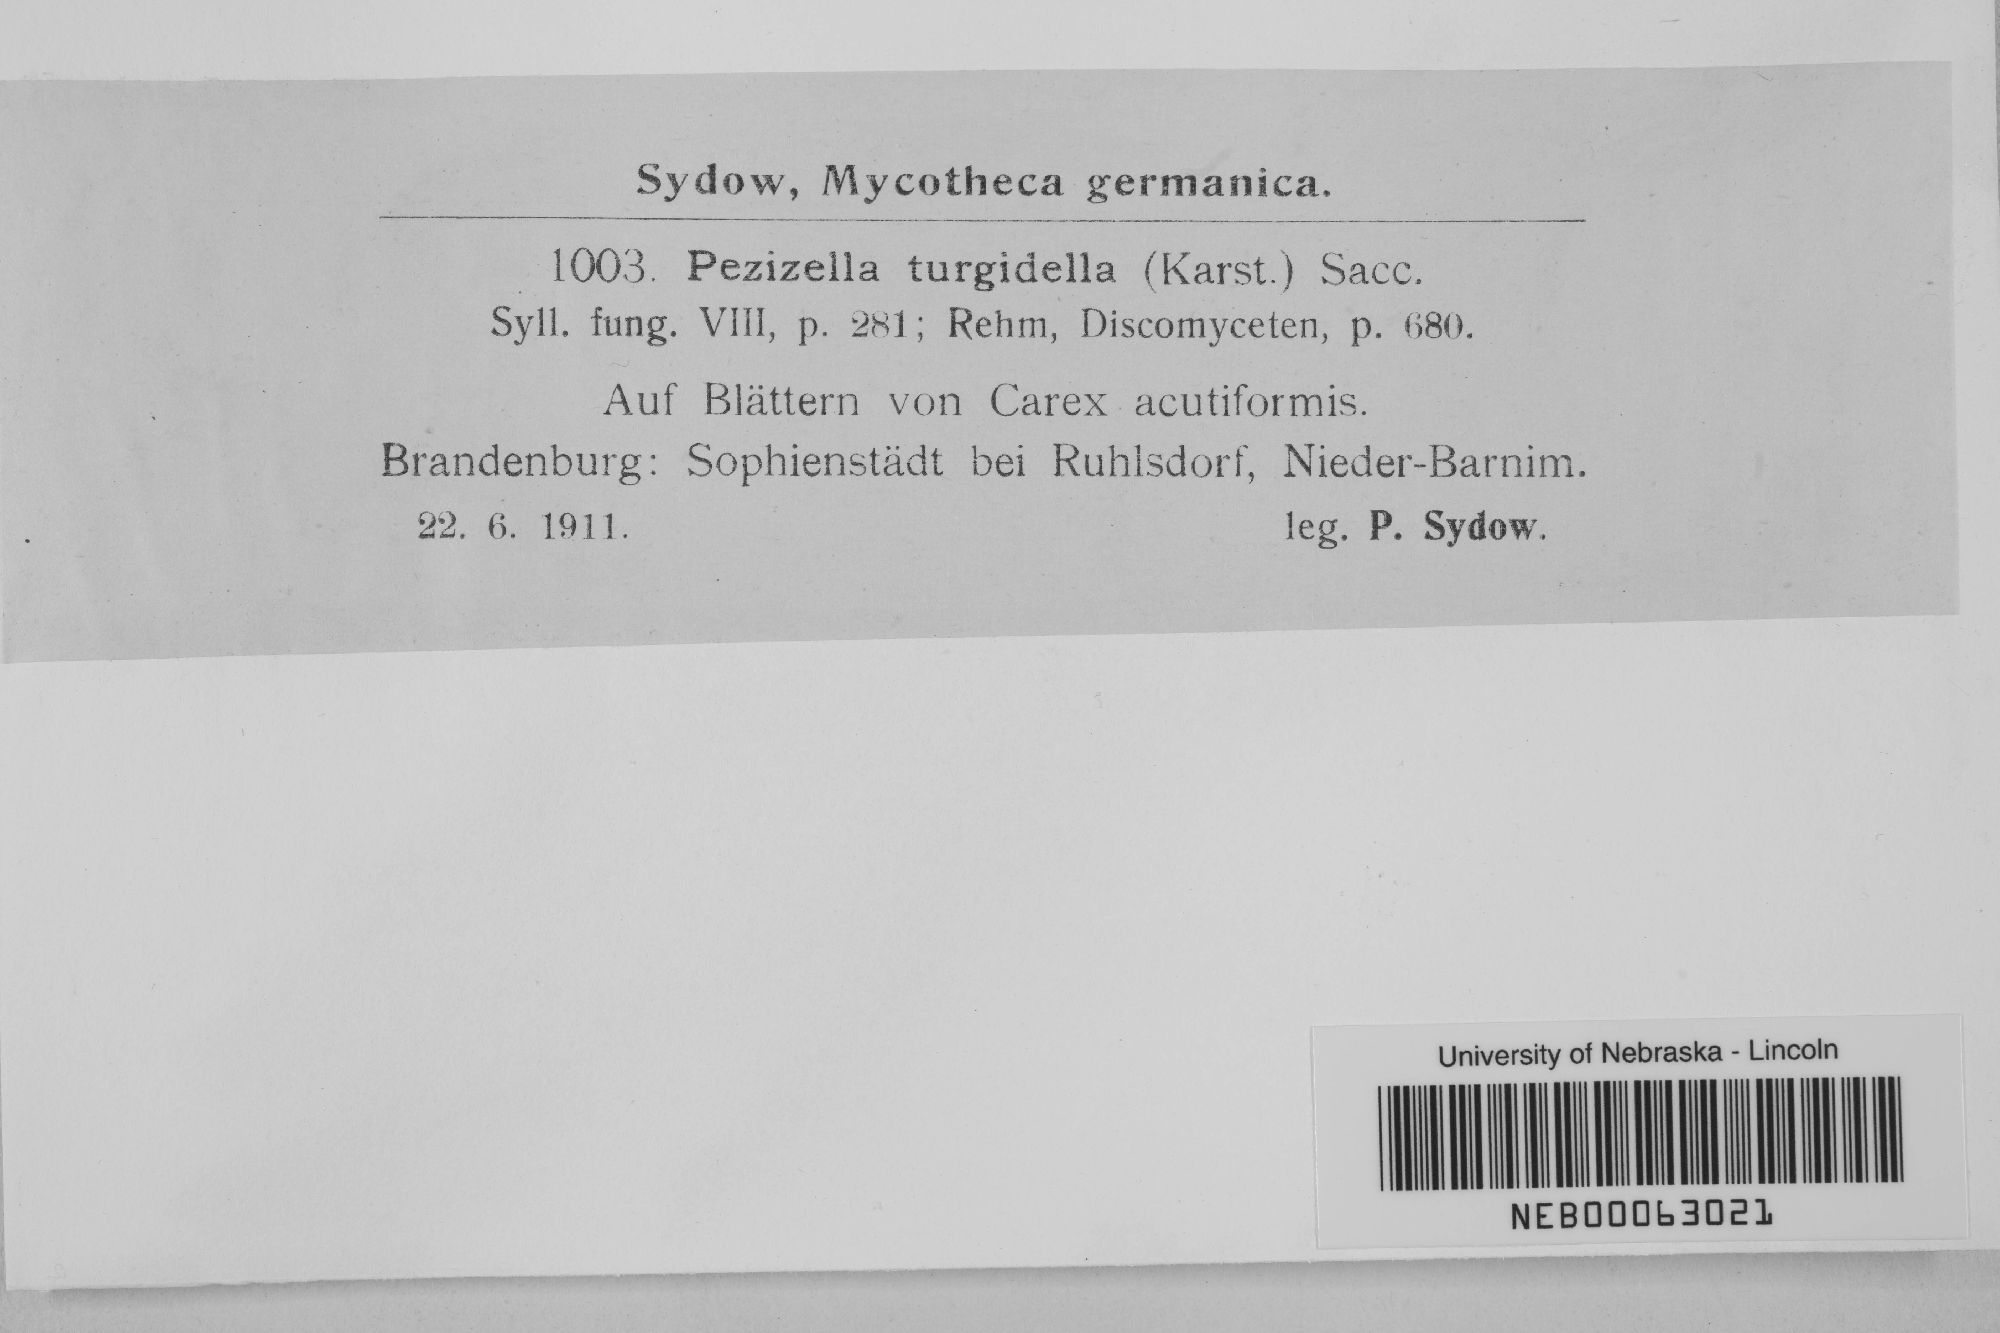 Sydow, Mycotheca germanica.
1003. Pezizella turgidella (Karst.) Sacc.
Syll. fung. VIII, p. 281; Rehm, Discomyceten, p. 680.
Auf Blättern von Carex acutiformis.
Brandenburg: Sophienstädt bei Ruhlsdorf, Nieder-Barnim.
22. 6. 1911. leg. P. Sydow.
University of Nebraska - Lincoln
NEB00063021